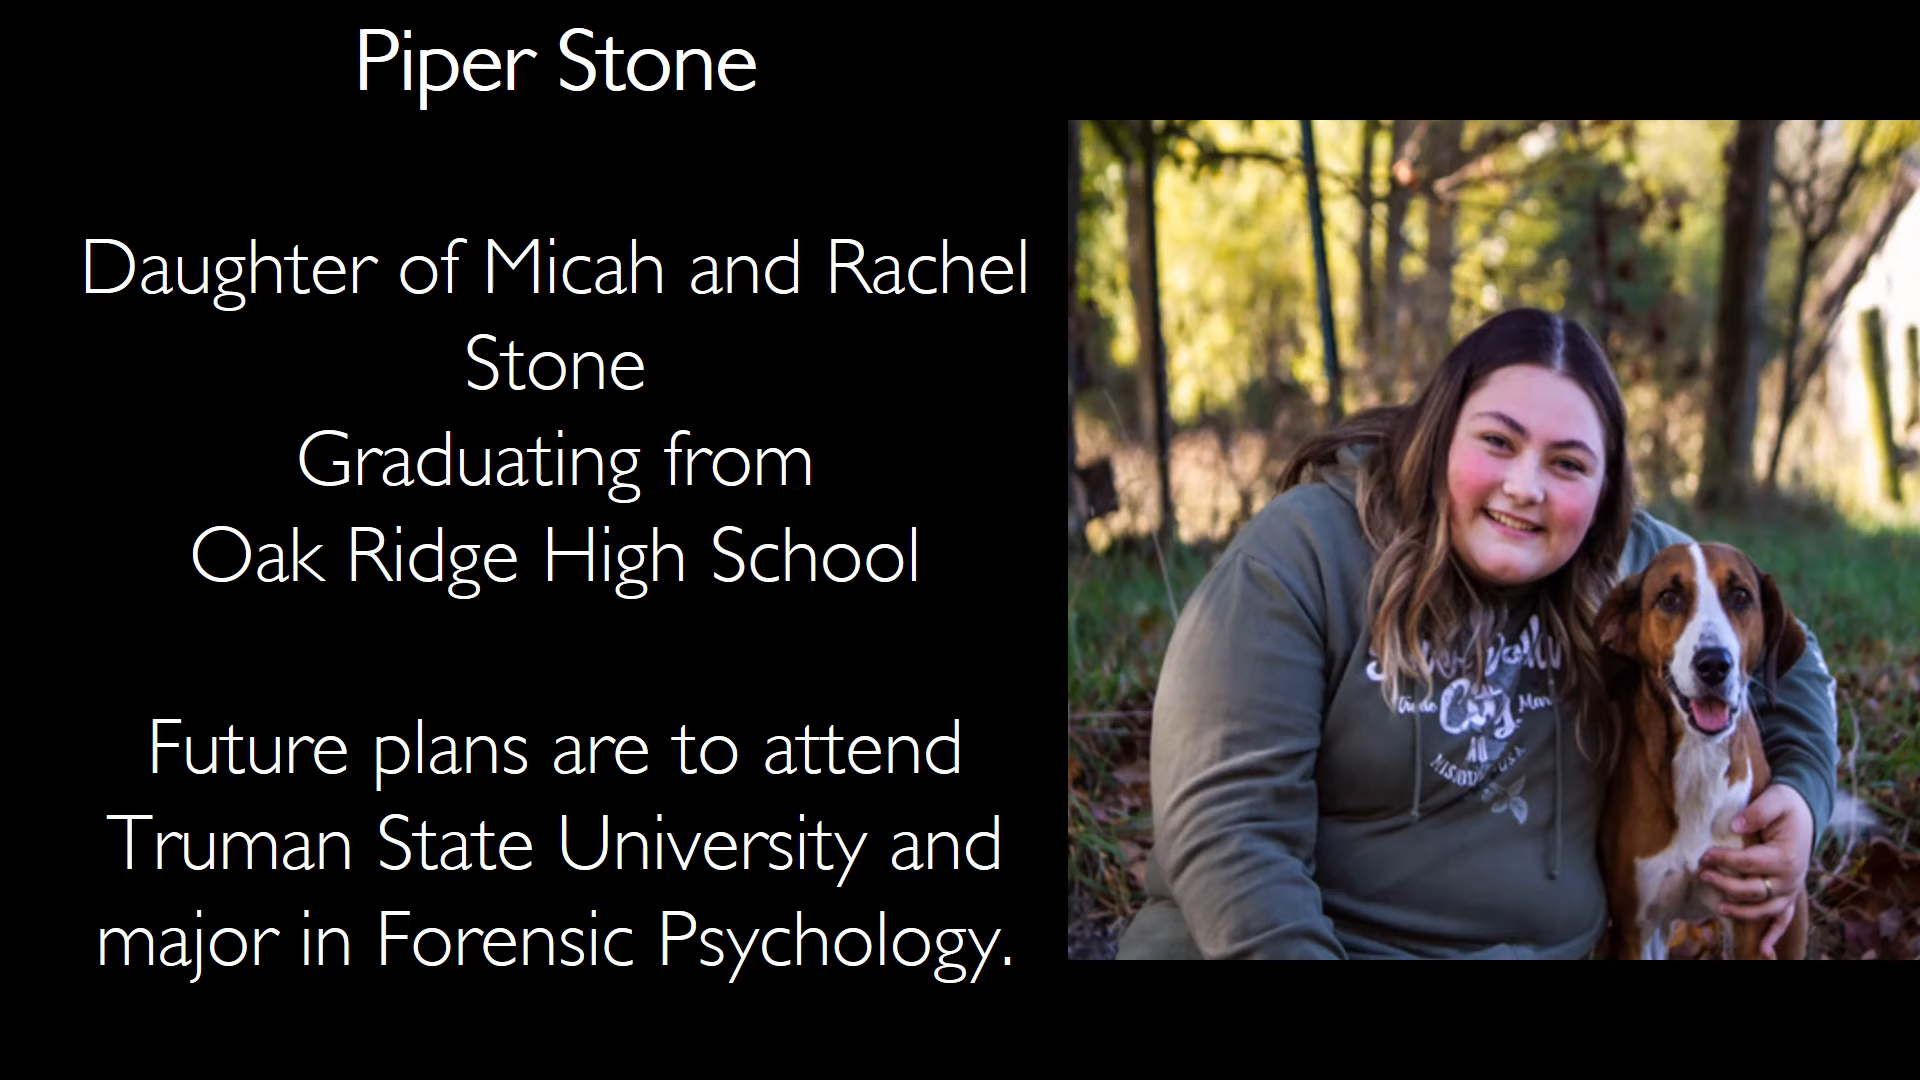 Piper Stone
Daughter of Micah and Rachel
Stone
Graduating from
Oak Ridge High School
Future plans are to attend
Truman State University and
major in Forensic Psychology.